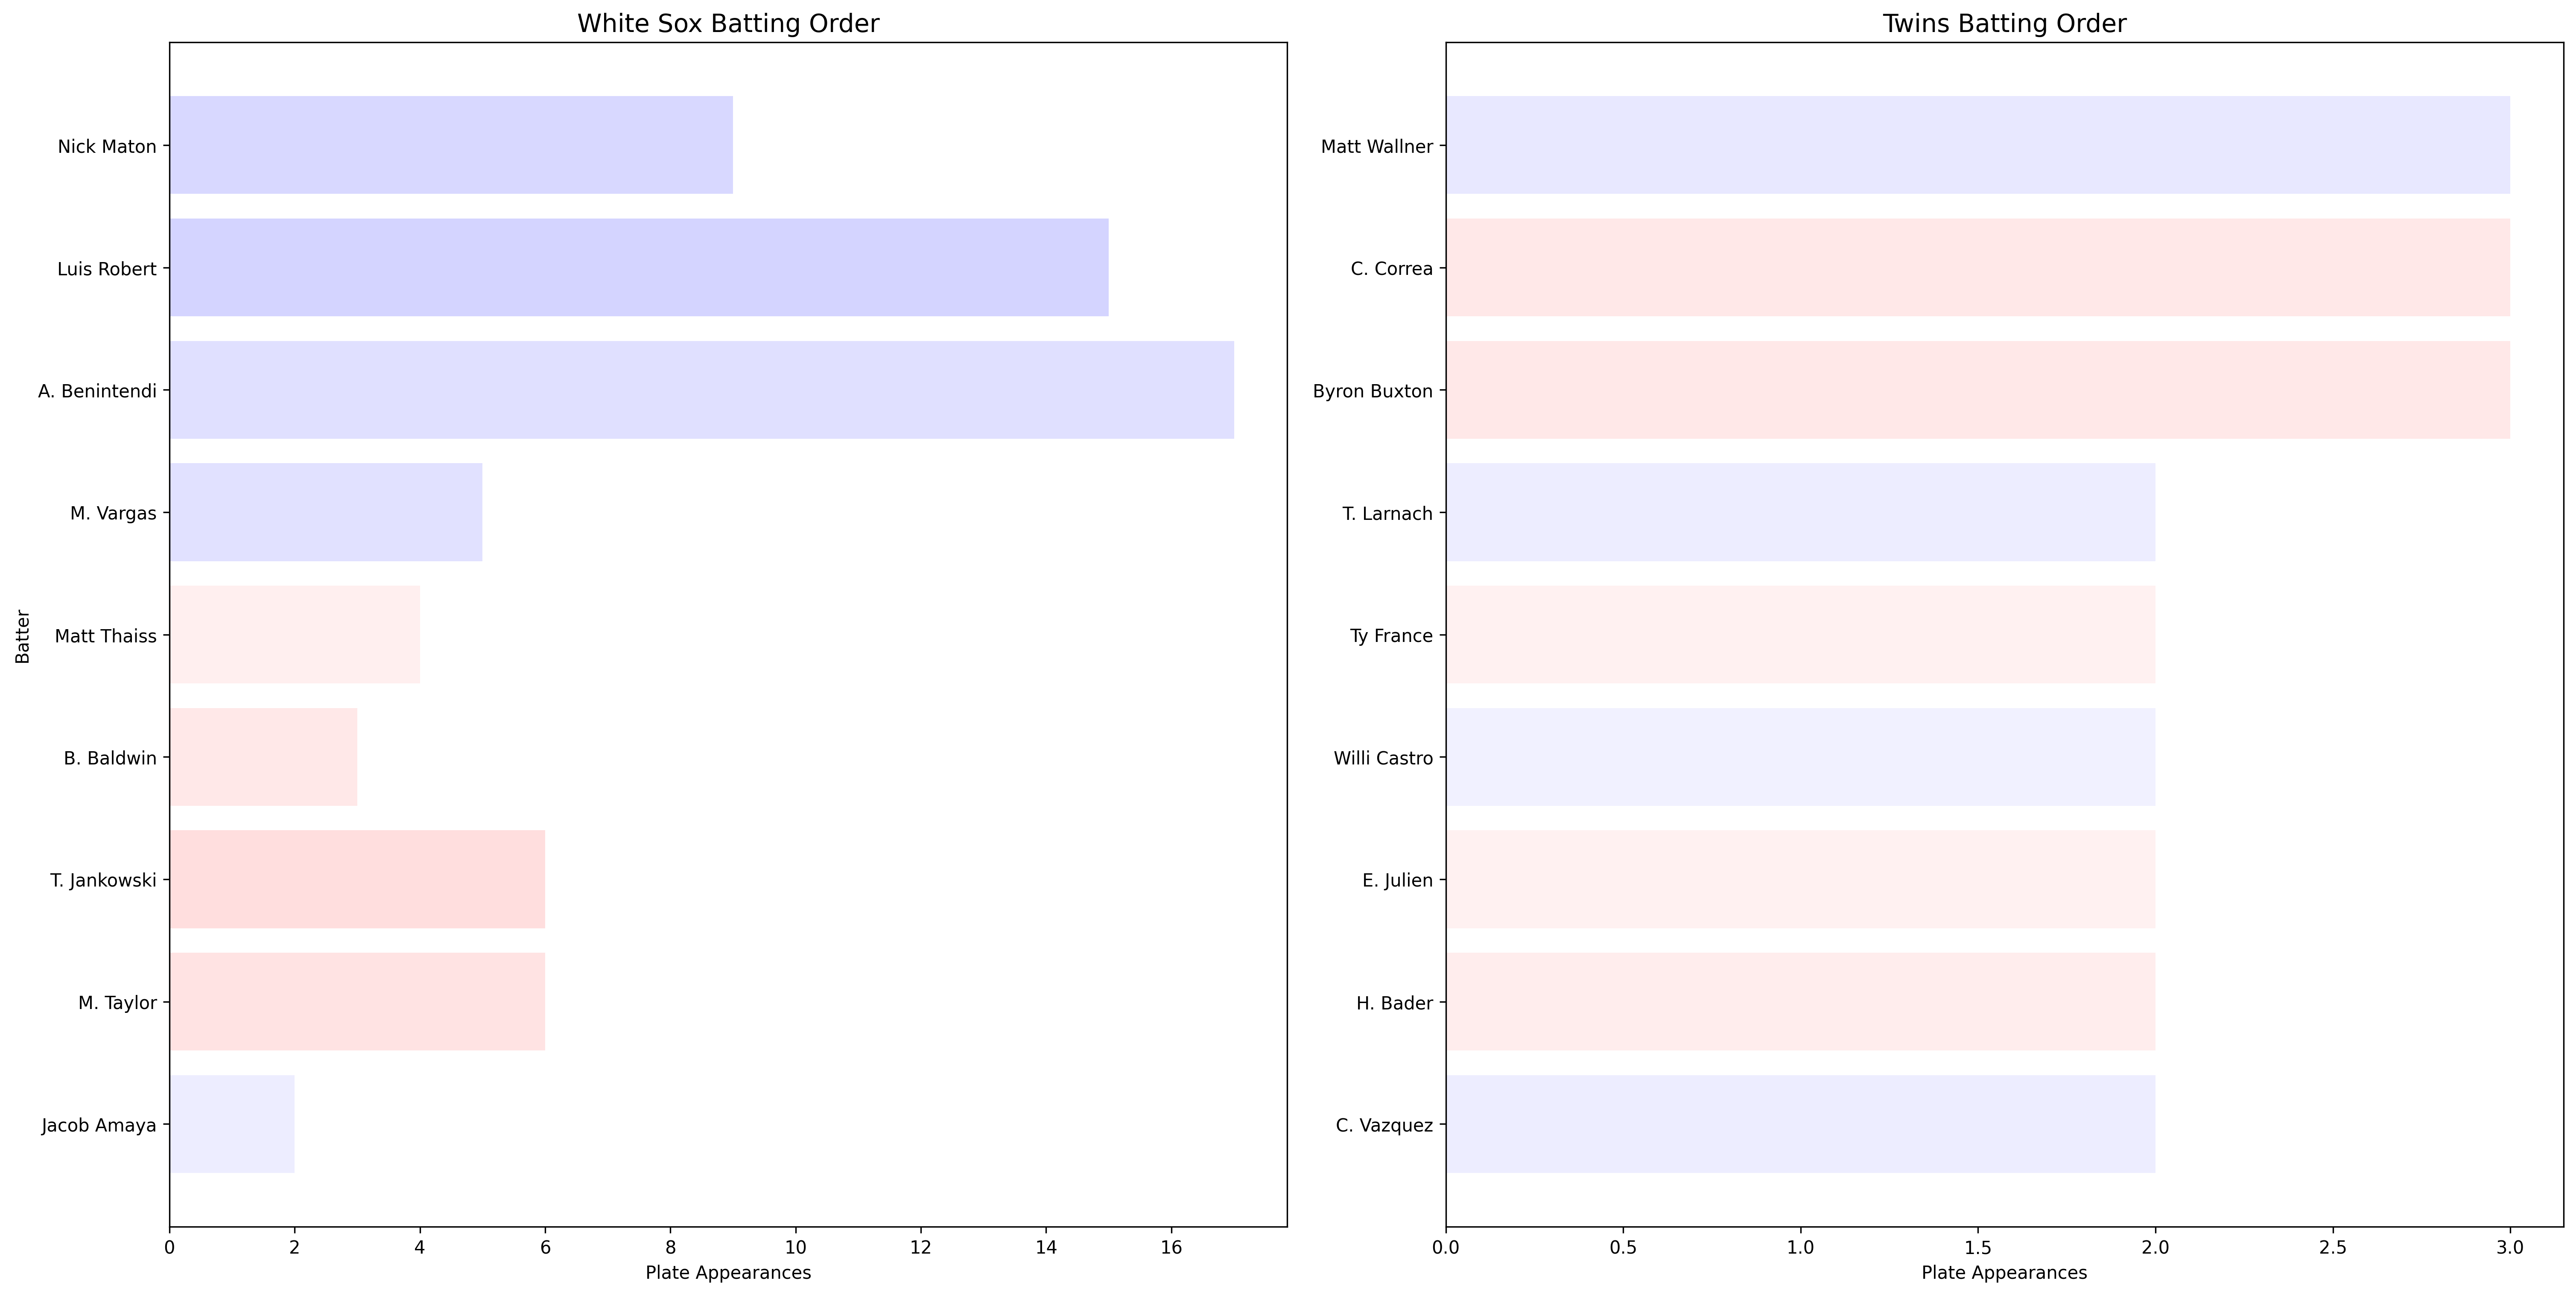 White Sox Batting Order
Batter
Nick Maton
Luis Robert
A. Benintendi
M. Vargas
Matt Thaiss
B. Baldwin
T. Jankowski
M. Taylor
Jacob Amaya
0 2 4 6 8 10 12 14 16
Plate Appearances
Twins Batting Order
Matt Wallner
C. Correa
Byron Buxton
T. Larnach
Ty France
Willi Castro
E. Julien
H. Bader
C. Vazquez
0.0 0.5 1.0 1.5 2.0 2.5 3.0
Plate Appearances